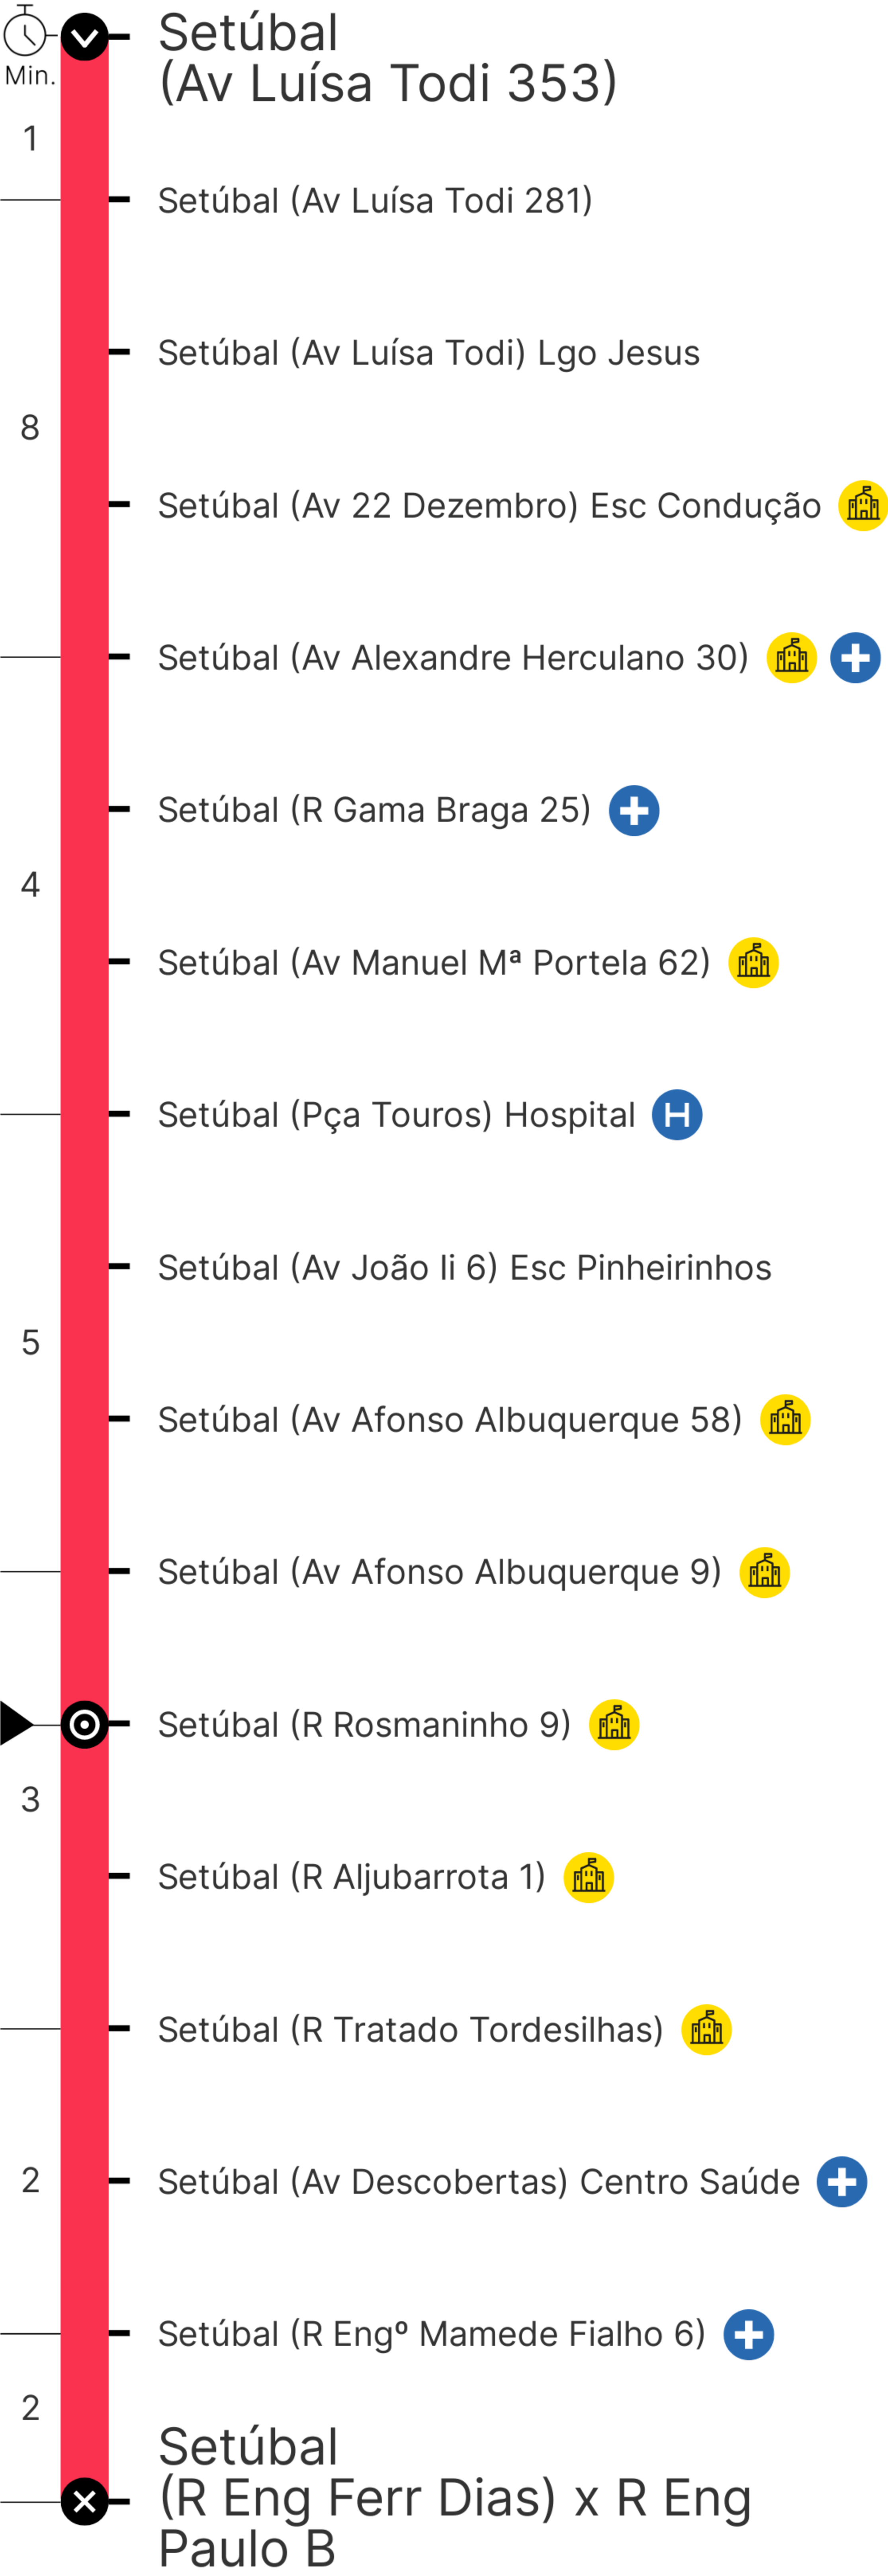 Min.
Setúbal
(Av Luísa Todi 353)
1
Setúbal (Av Luísa Todi 281)
Setúbal (Av Luísa Todi) Lgo Jesus
8
Setúbal (Av 22 Dezembro) Esc Condução
Setúbal (Av Alexandre Herculano 30)
Setúbal (R Gama Braga 25)
4
Setúbal (Av Manuel Mª Portela 62)
Setúbal (Pça Touros) Hospital H
Setúbal (Av João Ii 6) Esc Pinheirinhos
5
Setúbal (Av Afonso Albuquerque 58)
Setúbal (Av Afonso Albuquerque 9)
Setúbal (R Rosmaninho 9)
3
Setúbal (R Aljubarrota 1)
Setúbal (R Tratado Tordesilhas)
2
Setúbal (Av Descobertas) Centro Saúde
Setúbal (R Engº Mamede Fialho 6)
2
Setúbal
(R Eng Ferr Dias) x R Eng
Paulo B